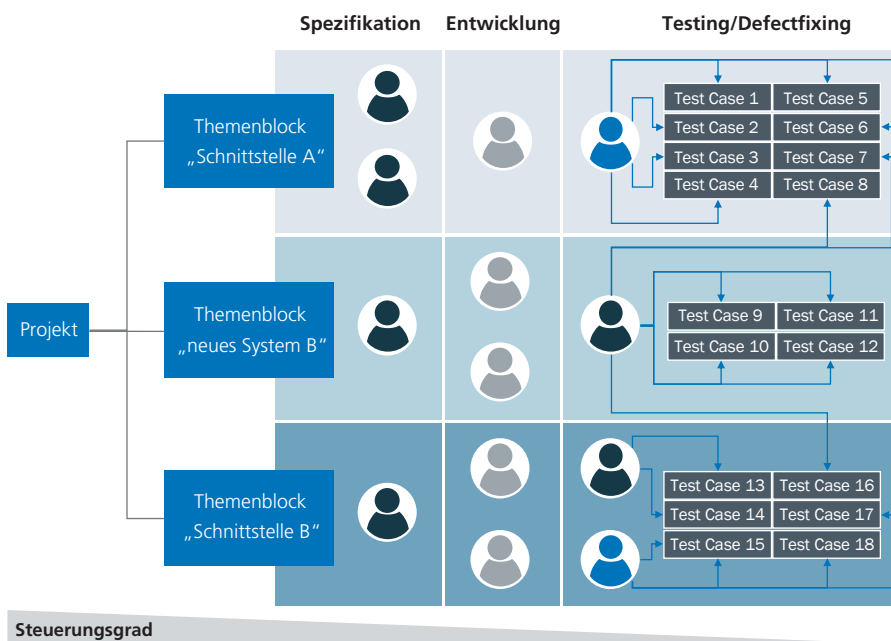 Spezifikation Entwicklung Testing/Defectfixing
Themenblock
„Schnittstelle A“
Test Case 1 Test Case 5
Test Case 2 Test Case 6
Test Case 3 Test Case 7
Test Case 4 Test Case 8
Projekt
Themenblock
„neues System B“
Test Case 9 Test Case 11
Test Case 10 Test Case 12
Themenblock
„Schnittstelle B“
Test Case 13 Test Case 16
Test Case 14 Test Case 17
Test Case 15 Test Case 18
Steuerungsgrad